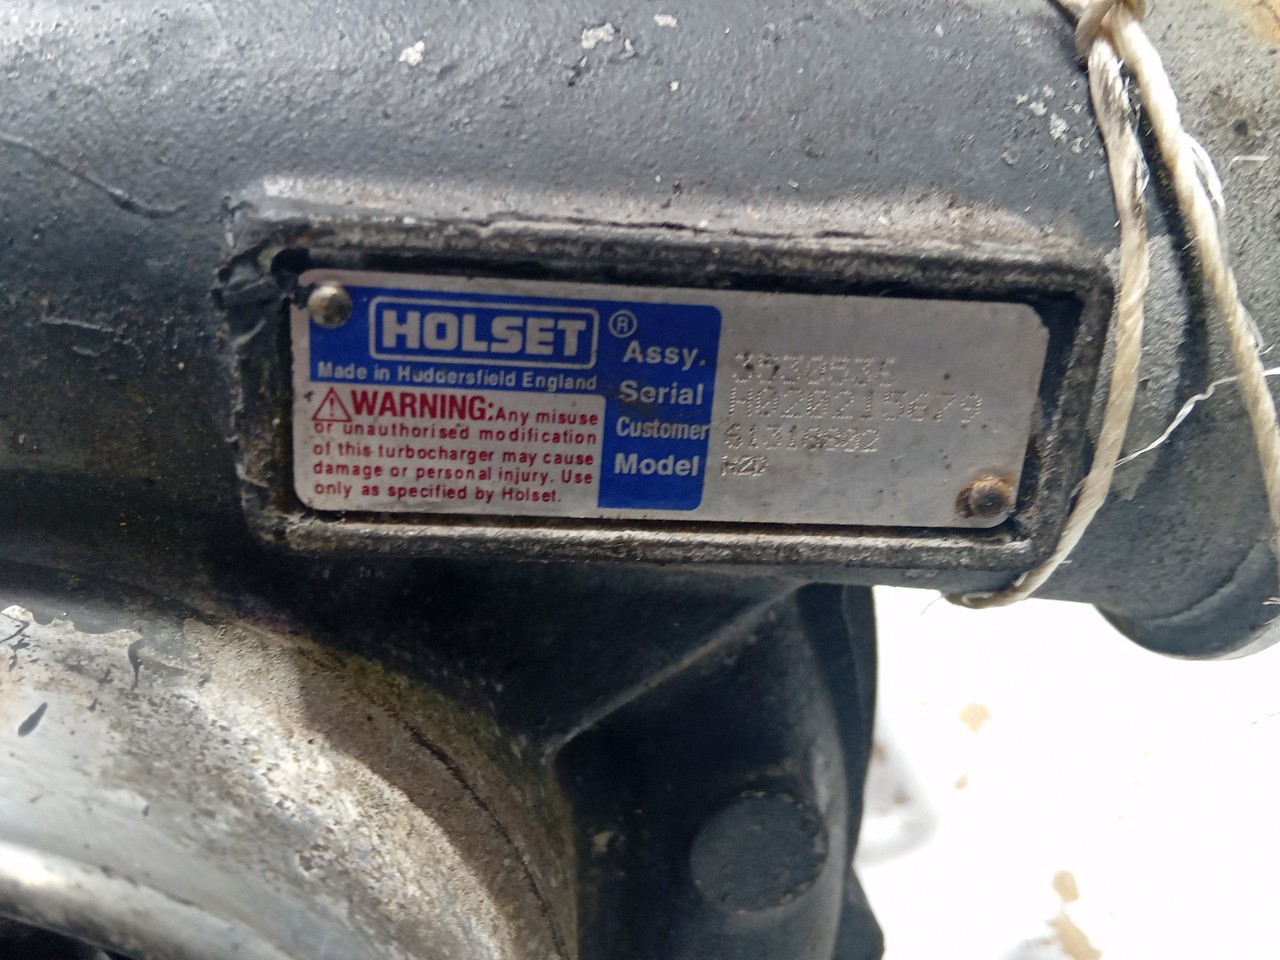 HOLSET ®
Made in Huddersfield England
WARNING: Any misuse
or unauthorised modification
of this turbocharger may cause
damage or personal injury. Use
only as specified by Holset.
Assy.
Serial
Customer
Model